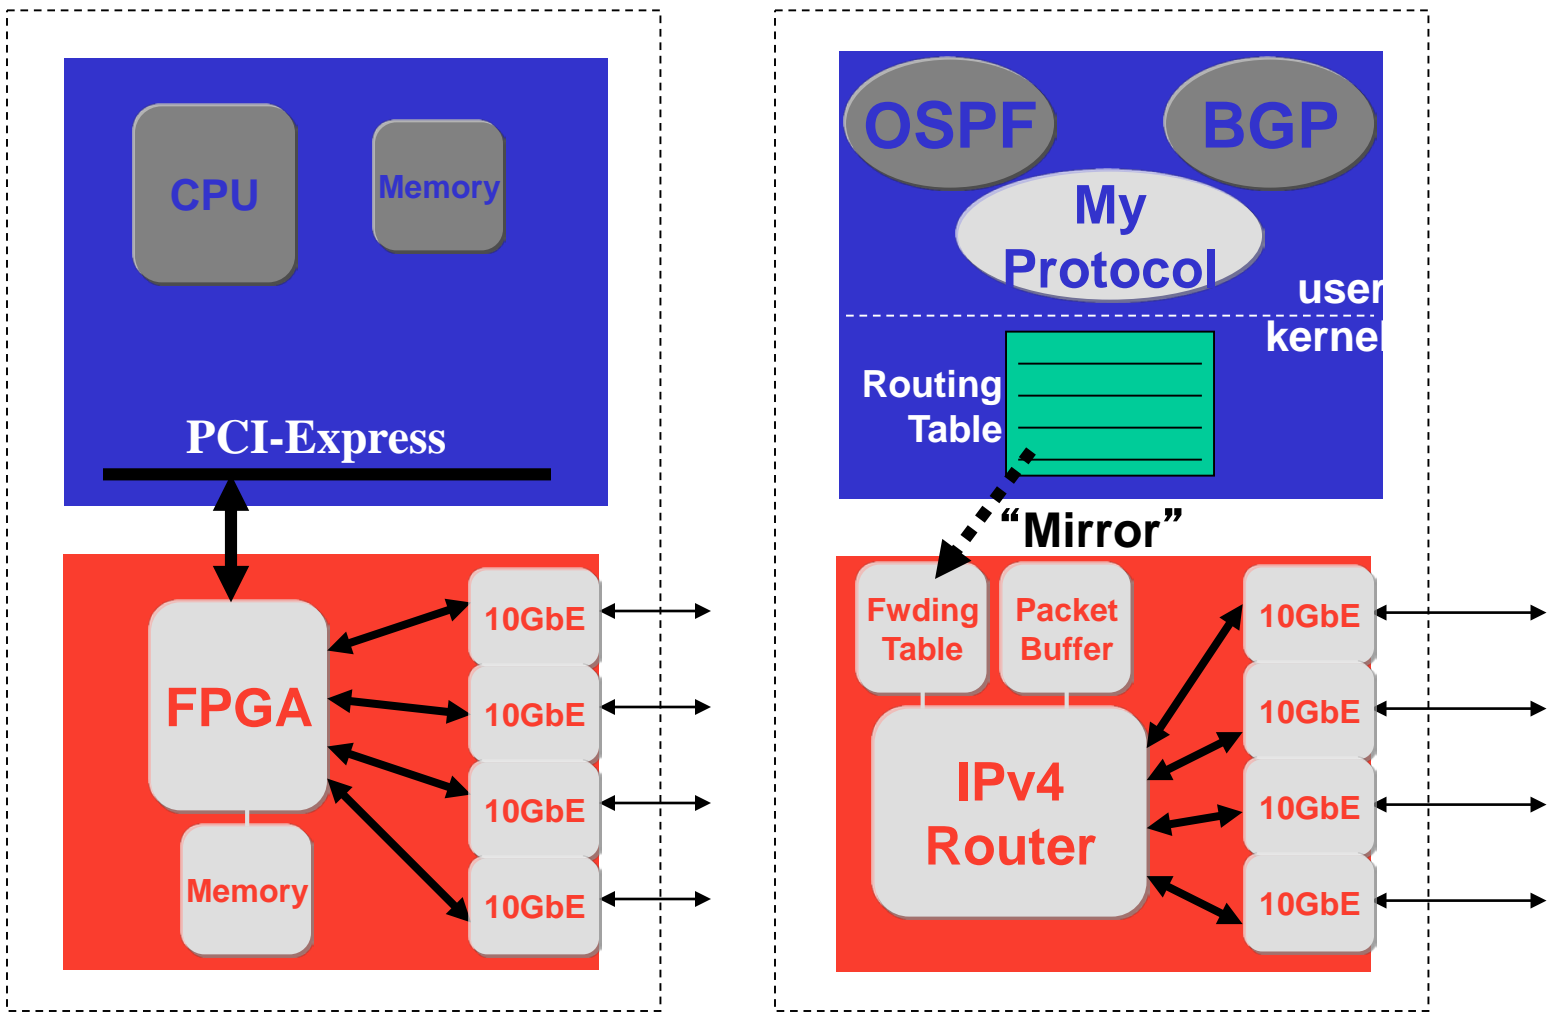 CPU
Memory
PCI-Express
FPGA
Memory
10GbE
10GbE
10GbE
10GbE
OSPF
BGP
My
Protocol
user
kernel
Routing
Table
“Mirror”
Fwding
Table
Packet
Buffer
IPv4
Router
10GbE
10GbE
10GbE
10GbE